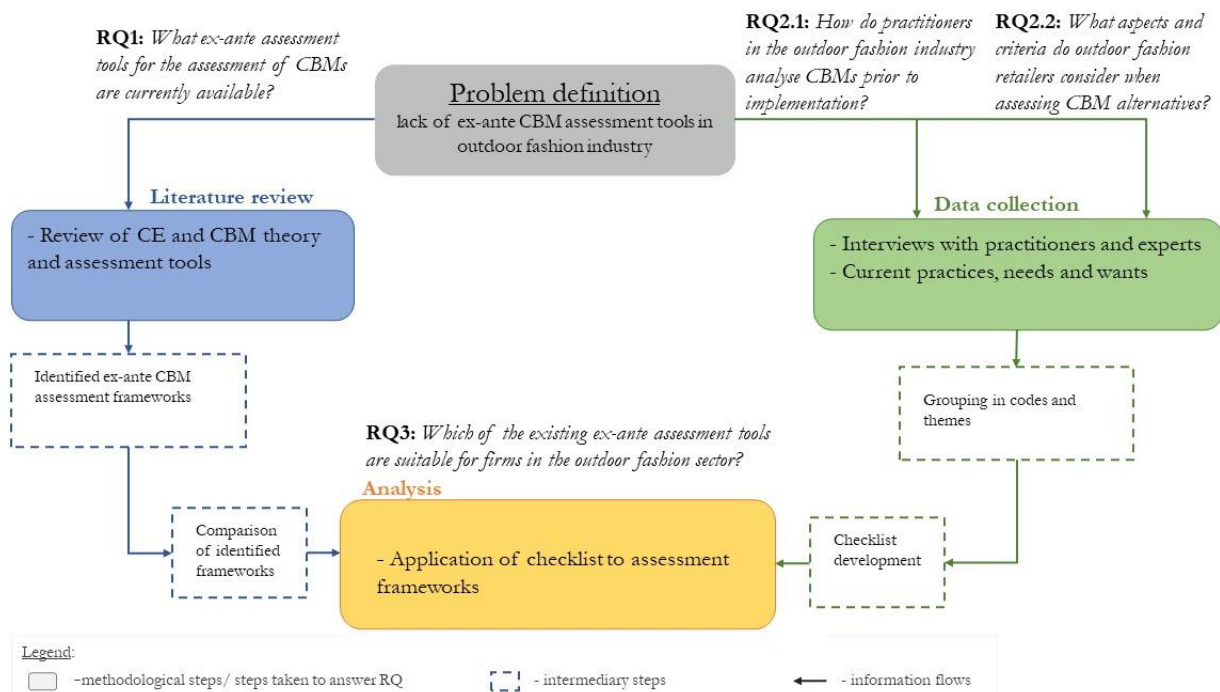 RQ1: What ex-ante assessment
tools for the assessment of CBMs
are currently available?
Problem definition
lack of ex-ante CBM assessment tools in
outdoor fashion industry
RQ2.1: How do practitioners
in the outdoor fashion industry
analyse CBMs prior to
implementation?
RQ2.2: What aspects and
criteria do outdoor fashion
retailers consider when
assessing CBM alternatives?
Literature review
- Review of CE and CBM theory
and assessment tools
Data collection
- Interviews with practitioners and experts
- Current practices, needs and wants
Identified ex-ante CBM
assessment frameworks
Grouping in codes and
themes
RQ3: Which of the existing ex-ante assessment tools
are suitable for firms in the outdoor fashion sector?
Analysis
Comparison
of identified
frameworks
- Application of checklist to assessment
frameworks
Checklist
development
Legend:
-methodological steps/ steps taken to answer RQ
- intermediary steps
- information flows